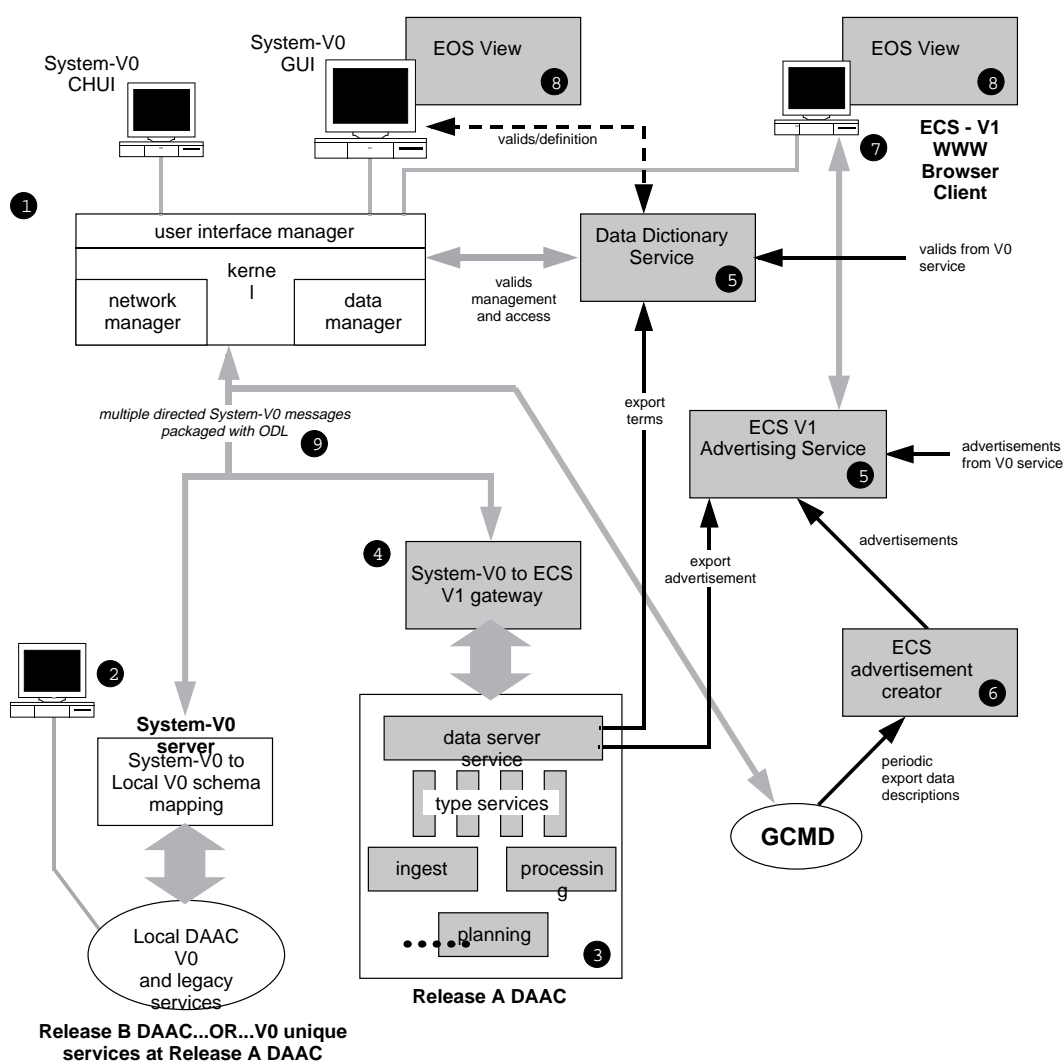 System-V0
CHUI
System-V0
GUI
EOS View
8
EOS View
8
ECS - V1
WWW
Browser
Client
7
valids/definition
1
user interface manager
kerne
l
network
manager
data
manager
valids
management
and access
Data Dictionary
Service
5
valids from V0
service
multiple directed System-V0 messages
packaged with ODL
9
export
terms
ECS V1
Advertising Service
5
advertisements
from V0 service
advertisements
export
advertisement
4
System-V0 to ECS
V1 gateway
2
ECS
advertisement
creator
6
System-V0
server
System-V0 to
Local V0 schema
mapping
data server
service
type services
ingest
processin
g
planning
3
Release A DAAC
periodic
export data
descriptions
GCMD
Local DAAC
V0
and legacy
services
Release B DAAC...OR...V0 unique
services at Release A DAAC